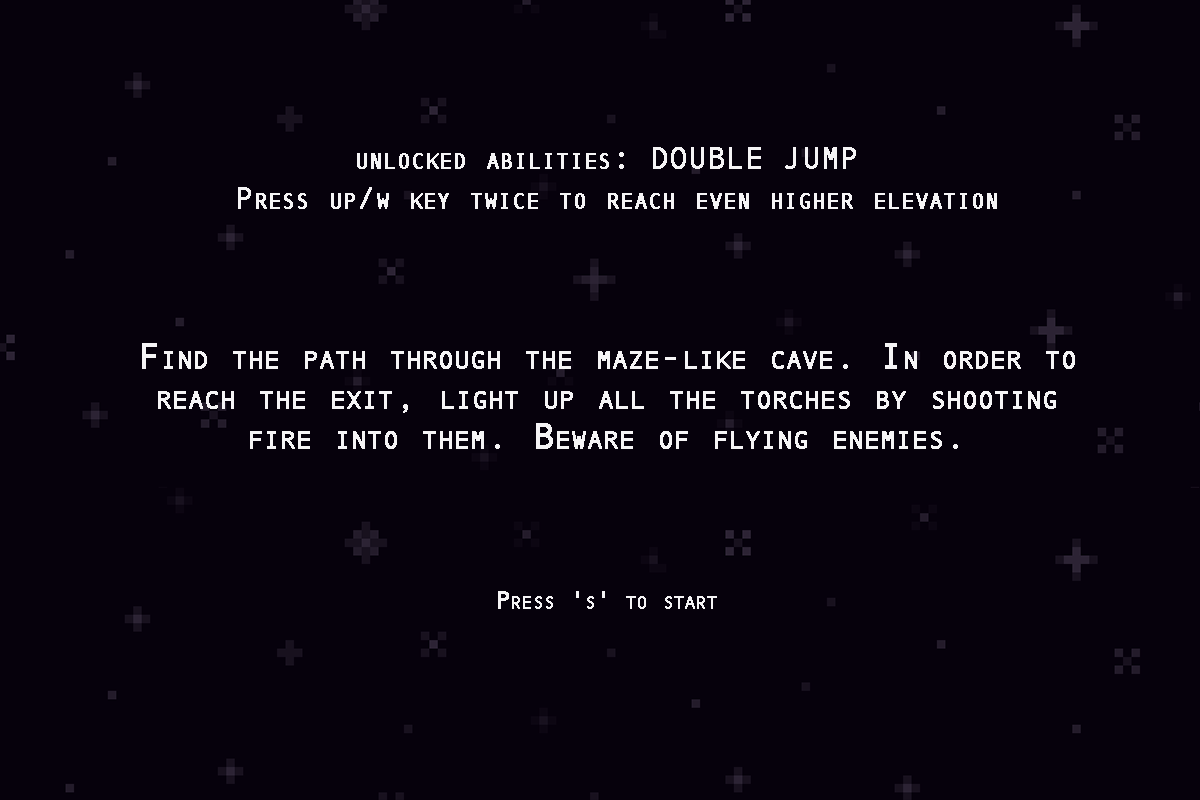 unlocked abilities: DOUBLE JUMP
Press up/w key twice to reach even higher elevation
Find the path through the maze-like cave. In order to
reach the exit, light up all the torches by shooting
fire into them. Beware of flying enemies.
Press 's' to start